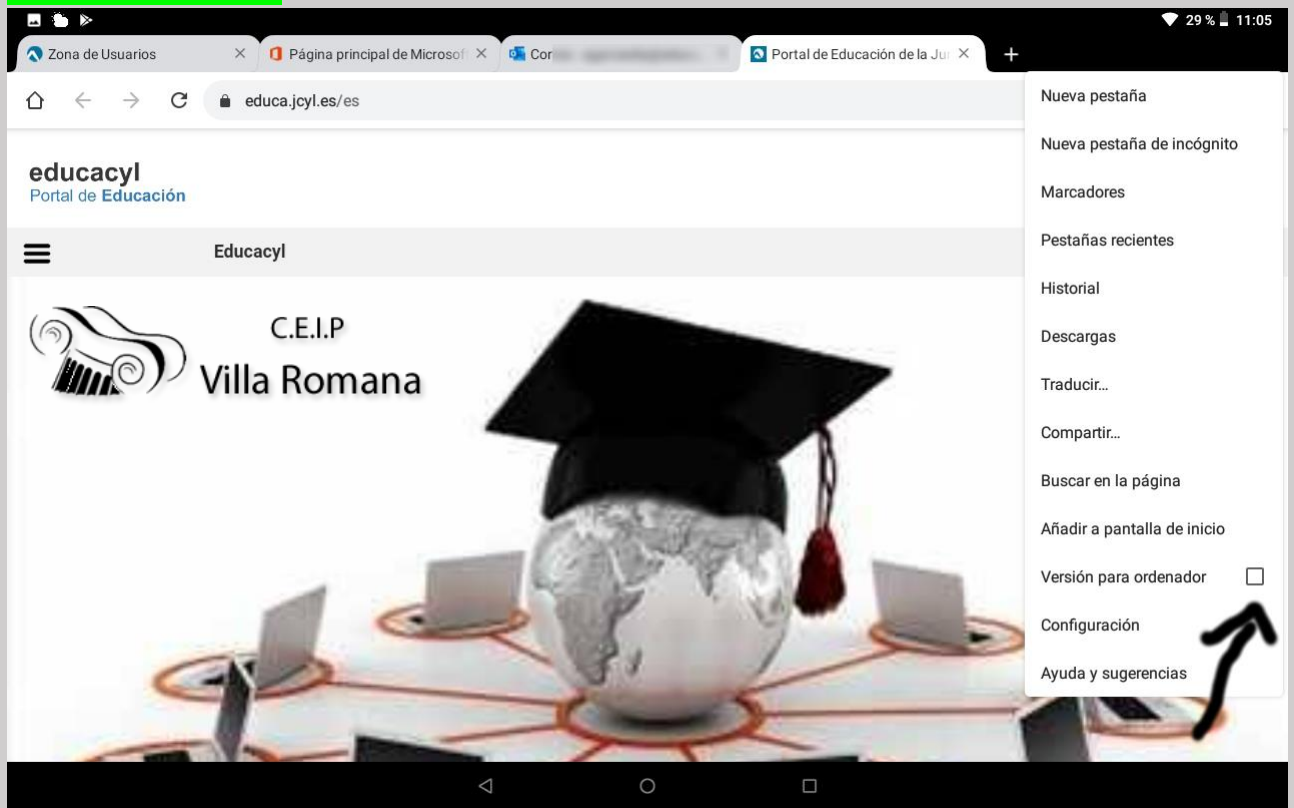 29 % 11:05
Zona de Usuarios
Página principal de Microsof
Cor
Portal de Educación de la Ju
educa.jcyl.es/es
educacyl
Portal de Educación
Educacyl
C.E.I.P
Villa Romana
Nueva pestaña
Nueva pestaña de incógnito
Marcadores
Pestañas recientes
Historial
Descargas
Traducir...
Compartir...
Buscar en la página
Añadir a pantalla de inicio
Versión para ordenador
Configuración
Ayuda y sugerencias